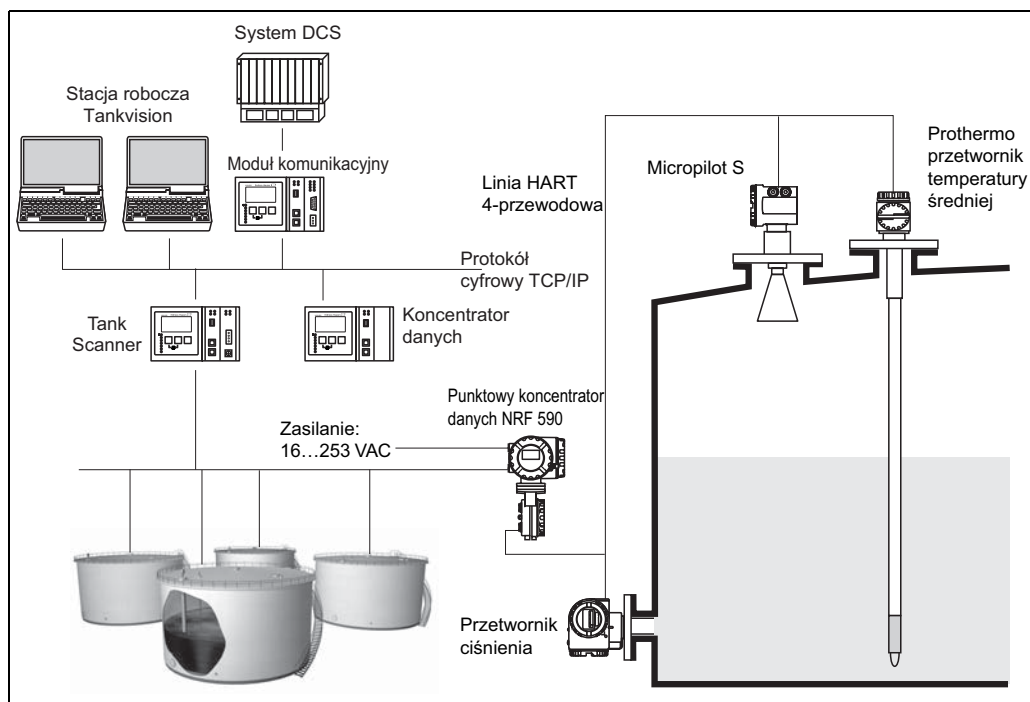 System DCS
Stacja robocza
Tankvision
Moduł komunikacyjny
Linia HART
4-przewodowa
Micropilot S
Prothermo
przetwornik
temperatury
średniej
Protokół
cyfrowy TCP/IP
Tank
Scanner
Koncentrator
danych
Punktowy koncentrator
danych NRF 590
Zasilanie:
16…253 VAC
Przetwornik
ciśnienia